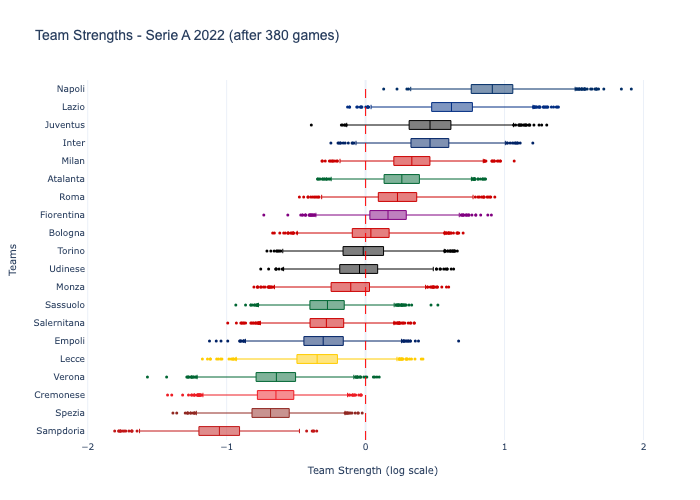 Team Strengths - Serie A 2022 (after 380 games)
Napoli
Lazio
Juventus
Inter
Milan
Atalanta
Roma
Fiorentina
Bologna
Torino
Udinese
Monza
Sassuolo
Salernitana
Empoli
Lecce
Verona
Cremonese
Spezia
Sampdoria
Teams
−2
−1
0
1
2
Team Strength (log scale)